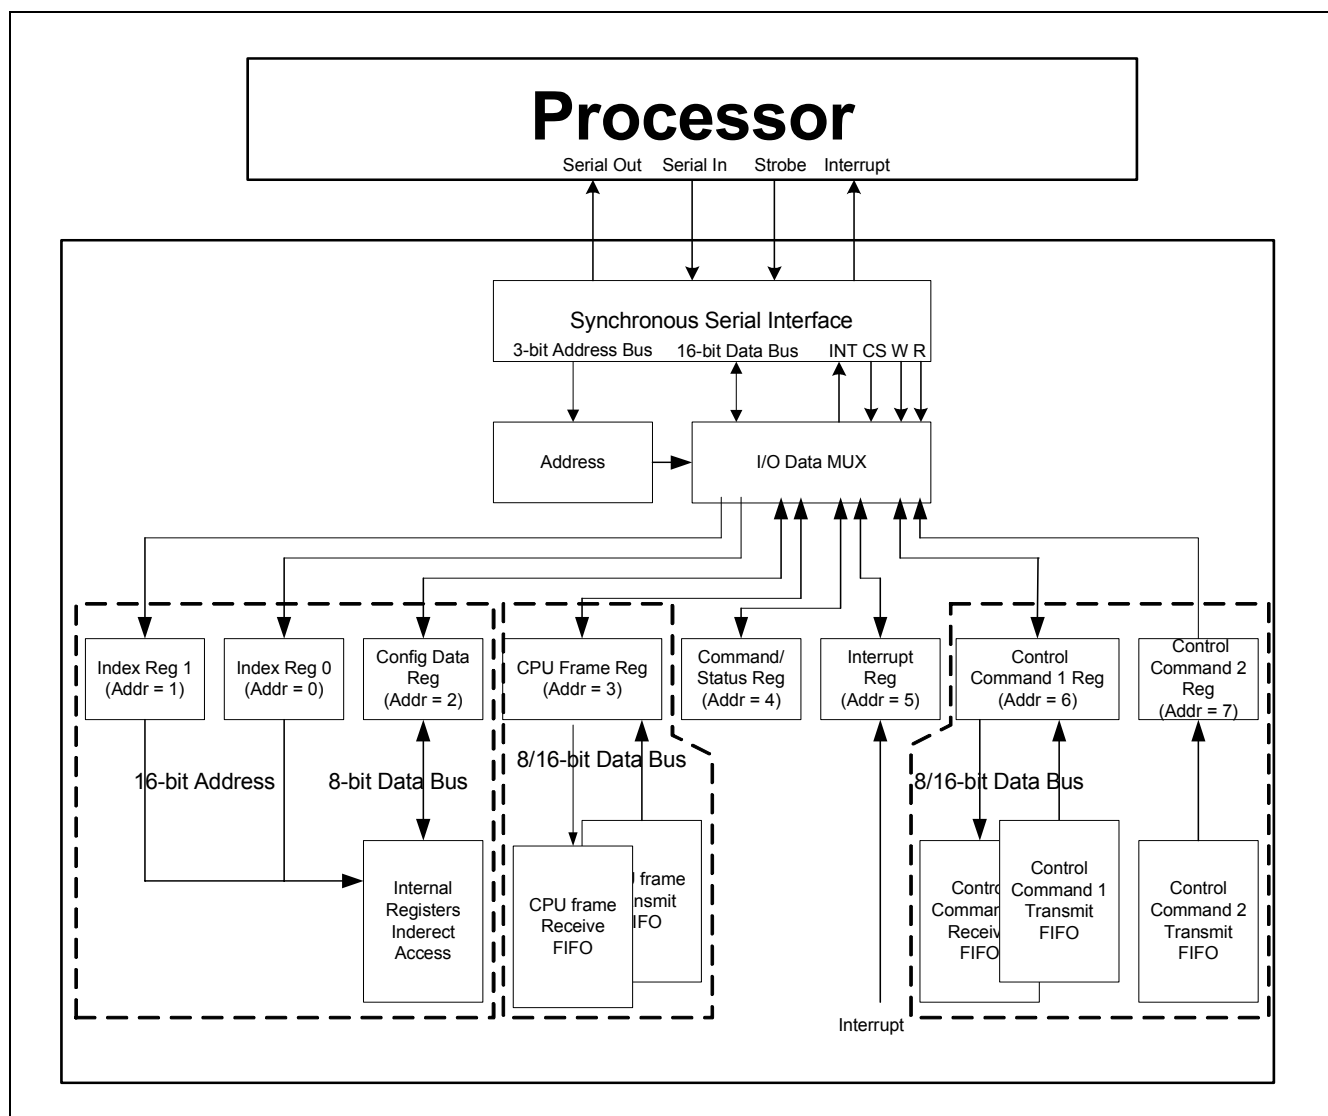 Processor
Serial Out
Serial In
Strobe
Interrupt
Synchronous Serial Interface
3-bit Address Bus
16-bit Data Bus
INT CS W R
Address
I/O Data MUX
Index Reg 1
(Addr = 1)
Index Reg 0
(Addr = 0)
Config Data
Reg
(Addr = 2)
CPU Frame Reg
(Addr = 3)
Command/
Status Reg
(Addr = 4)
Interrupt
Reg
(Addr = 5)
Control
Command 1 Reg
(Addr = 6)
Control
Command 2
Reg
(Addr = 7)
16-bit Address
8-bit Data Bus
8/16-bit Data Bus
8/16-bit Data Bus
Internal
Registers
Inderect
Access
CPU frame
Receive
FIFO
frame
Control
Command 1
Transmit
FIFO
Command
FIFO
Control
Command 2
Transmit
FIFO
Interrupt